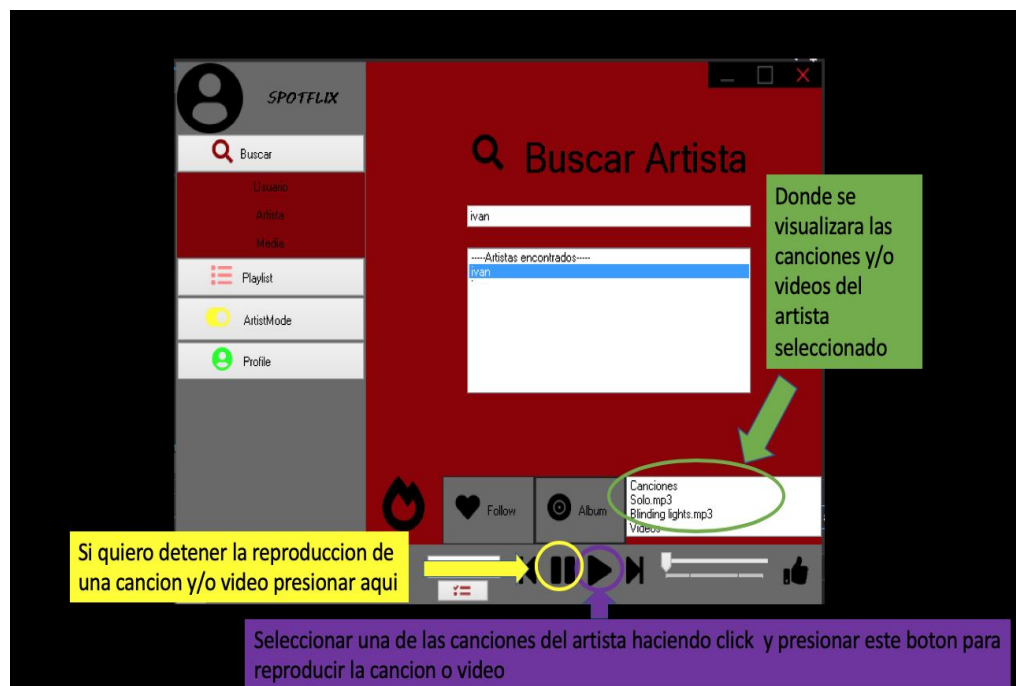 SPOTFLIX
Buscar
Usuario
Artista
Media
Playlist
ArtistMode
Profile
Buscar Artista
ivan
-----Artistas encontrados-----
ivan
Donde se
visualizara las
canciones y/o
videos del
artista
seleccionado
Follow
Album
Canciones
Solo.mp3
Blinding lights.mp3
Videos
Si quiero detener la reproduccion de
una cancion y/o video presionar aqui
Seleccionar una de las canciones del artista haciendo click y presionar este boton para
reproducir la cancion o video